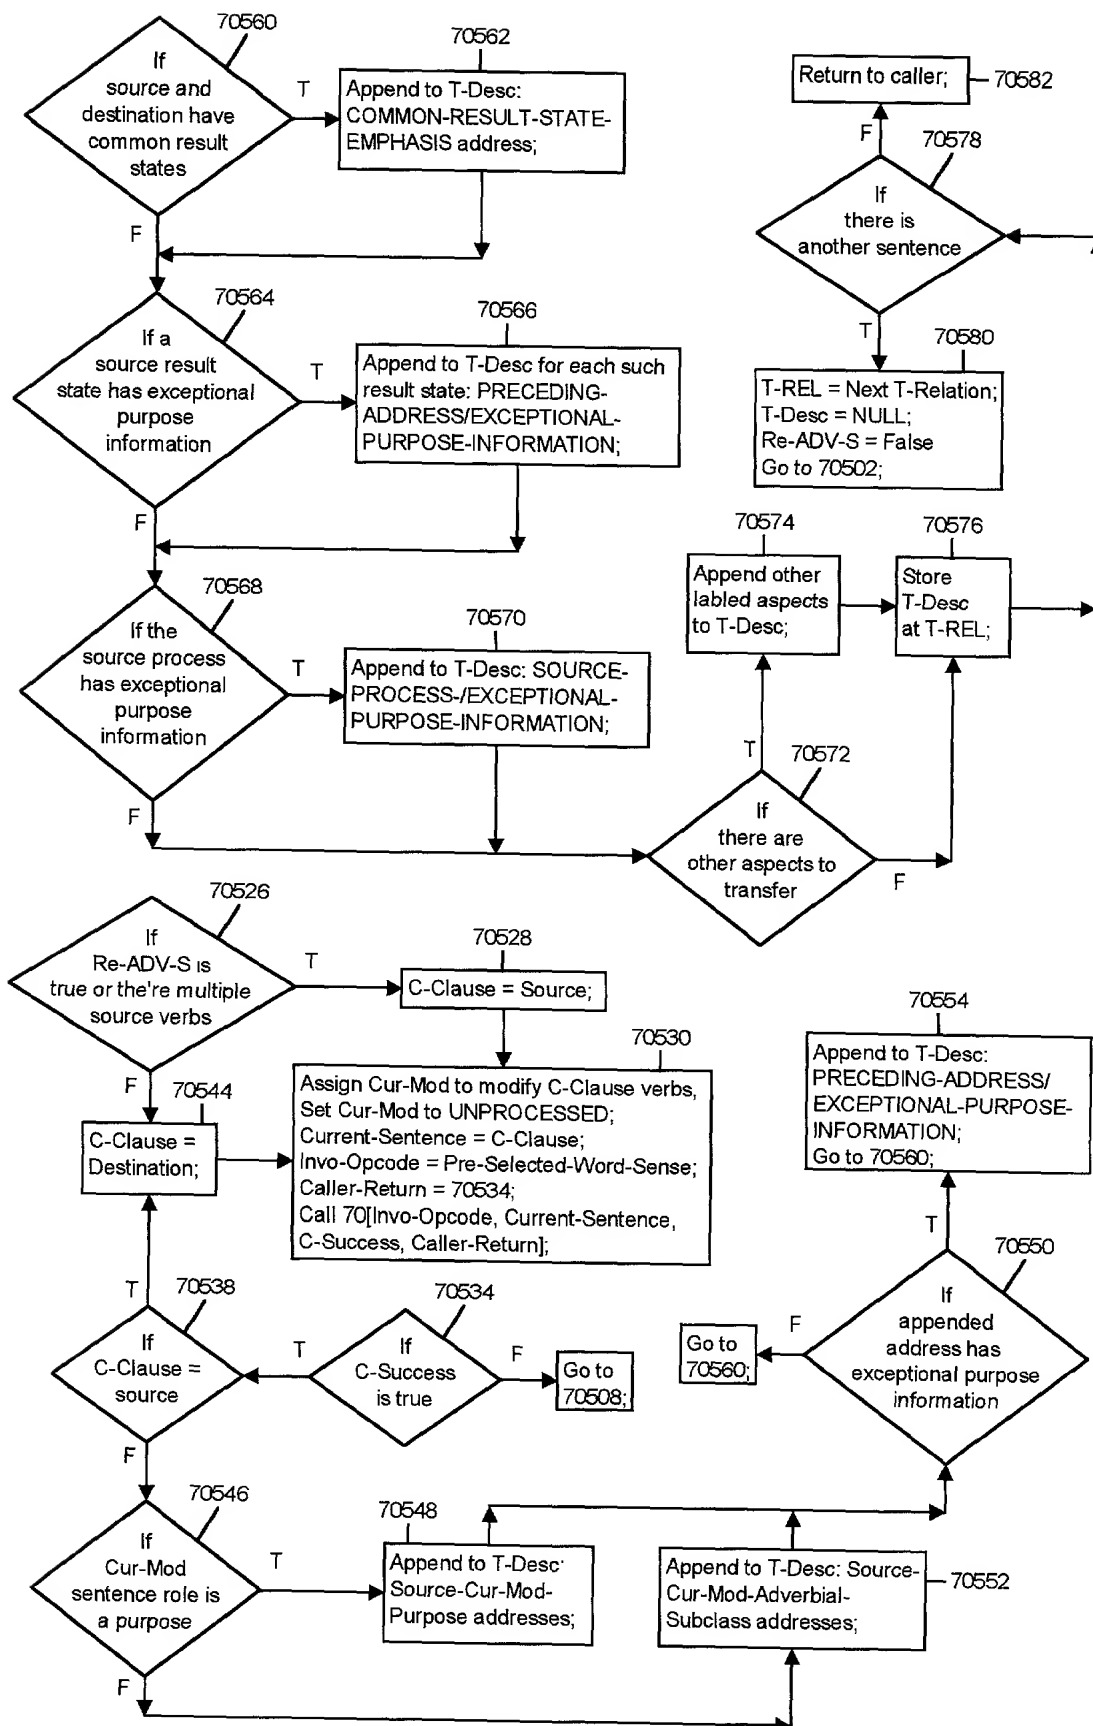 70560
If
source and
destination have
common result
states
T
F
70562
Append to T-Desc:
COMMON-RESULT-STATE-
EMPHASIS address;
Return to caller;
70582
F
70578
If
there is
another sentence
T
70580
T-REL = Next T-Relation;
T-Desc = NULL;
Re-ADV-S = False
Go to 70502;
70564
If a
source result
state has exceptional
purpose
information
T
F
70566
Append to T-Desc for each such
result state: PRECEDING-
ADDRESS/EXCEPTIONAL-
PURPOSE-INFORMATION;
70568
If the
source process
has exceptional
purpose
information
T
F
70570
Append to T-Desc: SOURCE-
PROCESS-/EXCEPTIONAL-
PURPOSE-INFORMATION;
70574
Append other
labled aspects
to T-Desc;
70576
Store
T-Desc
at T-REL;
T
70572
If
there are
other aspects to
transfer
F
70526
If
Re-ADV-S is
true or the're multiple
source verbs
T
F
70528
C-Clause = Source;
70544
C-Clause =
Destination;
70530
Assign Cur-Mod to modify C-Clause verbs,
Set Cur-Mod to UNPROCESSED;
Current-Sentence = C-Clause;
Invo-Opcode = Pre-Selected-Word-Sense;
Caller-Return = 70534;
Call 70[Invo-Opcode, Current-Sentence,
C-Success, Caller-Return];
70554
Append to T-Desc:
PRECEDING-ADDRESS/
EXCEPTIONAL-PURPOSE-
INFORMATION;
Go to 70560;
T
70550
If
appended
address has
exceptional purpose
information
F
Go to
70560;
T
70538
If
C-Clause =
source
F
70534
If
C-Success
is true
T
F
Go to
70508;
70546
If
Cur-Mod
sentence role is
a purpose
T
F
70548
Append to T-Desc:
Source-Cur-Mod-
Purpose addresses;
Append to T-Desc: Source-
Cur-Mod-Adverbial-
Subclass addresses;
70552